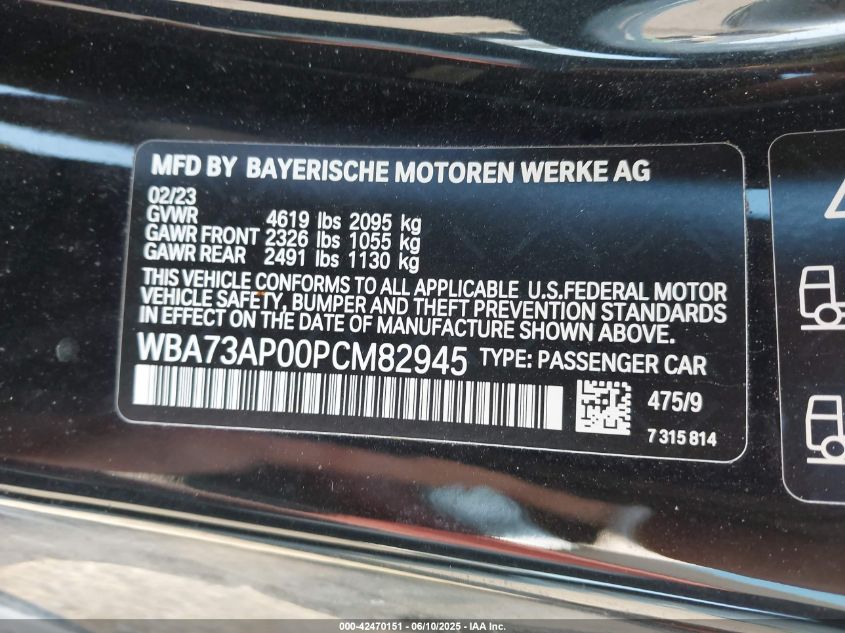 MFD BY BAYERISCHE MOTOREN WERKE AG
02/23
GVWR 4619 lbs 2095 kg
GAWR FRONT 2326 lbs 1055 kg
GAWR REAR 2491 lbs 1130 kg
THIS VEHICLE CONFORMS TO ALL APPLICABLE U.S.FEDERAL MOTOR
VEHICLE SAFETY, BUMPER AND THEFT PREVENTION STANDARDS
IN EFFECT ON THE DATE OF MANUFACTURE SHOWN ABOVE.
WBA73AP00PCM82945 TYPE: PASSENGER CAR
475/9
7 315 814
000-42470151 - 06/10/2025 - IAA Inc.